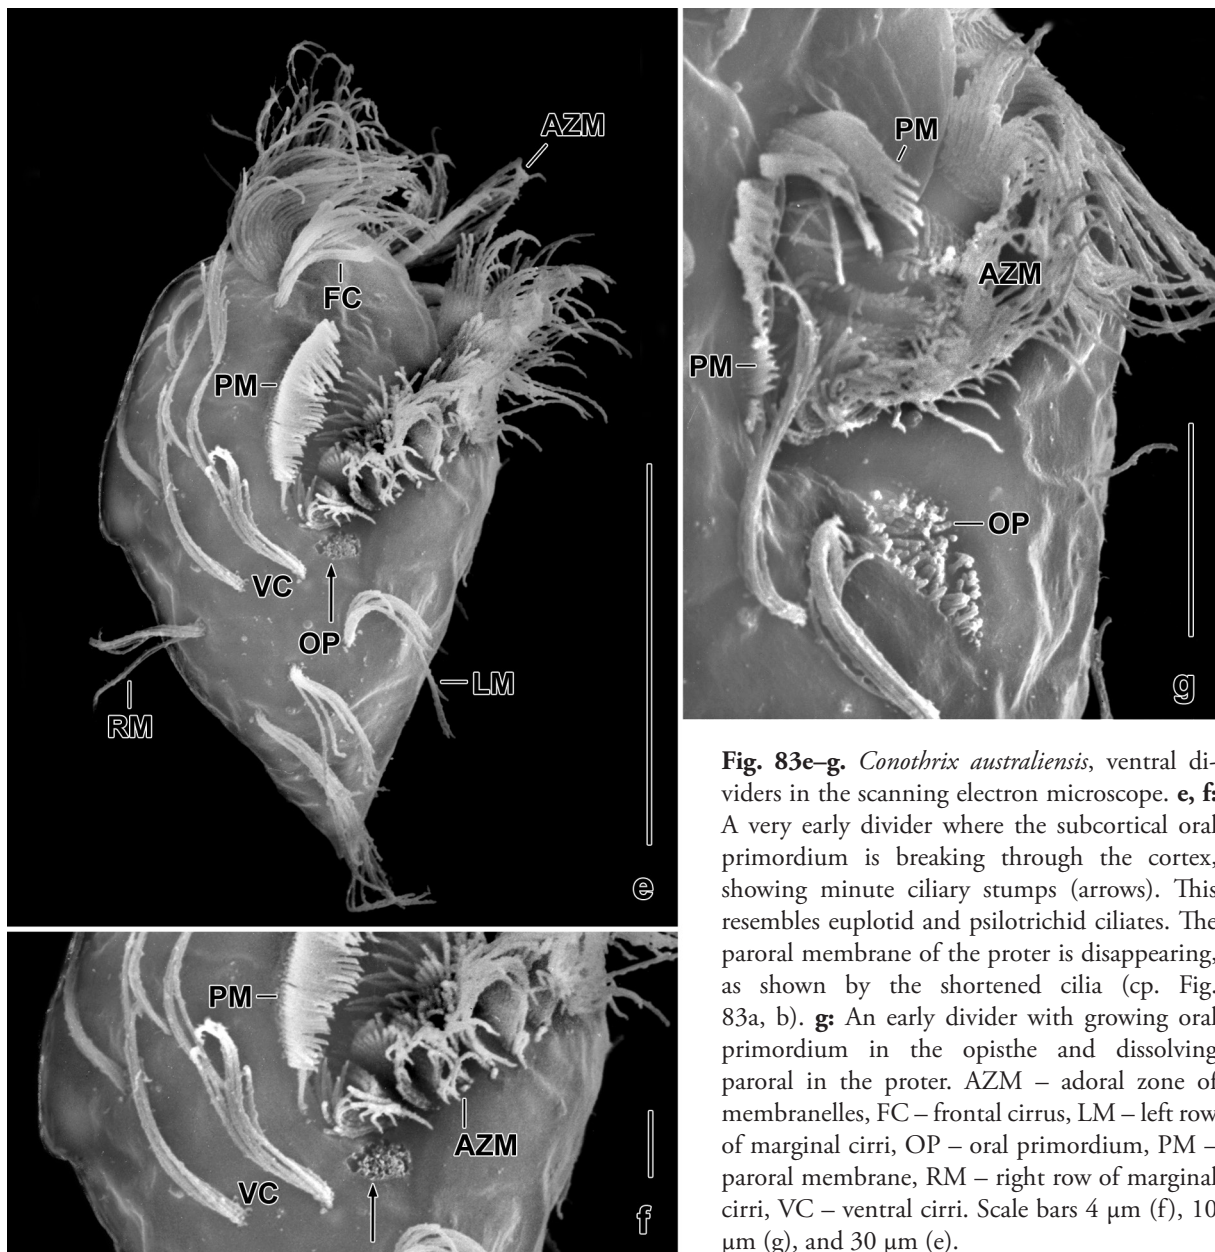 AZM
FC
PM
VC
OP
RM
LM
e
PM
AZM
PM
OP
g
PM
AZM
VC
f
Fig. 83e–g. Conothrix australiensis, ventral di-
viders in the scanning electron microscope. e, f:
A very early divider where the subcortical oral
primordium is breaking through the cortex,
showing minute ciliary stumps (arrows). This
resembles euplotid and psilotrichid ciliates. The
paroral membrane of the proter is disappearing,
as shown by the shortened cilia (cp. Fig.
83a, b). g: An early divider with growing oral
primordium in the opisthe and dissolving
paroral in the proter. AZM – adoral zone of
membranelles, FC – frontal cirrus, LM – left row
of marginal cirri, OP – oral primordium, PM –
paroral membrane, RM – right row of marginal
cirri, VC – ventral cirri. Scale bars 4 µm (f), 10
µm (g), and 30 µm (e).